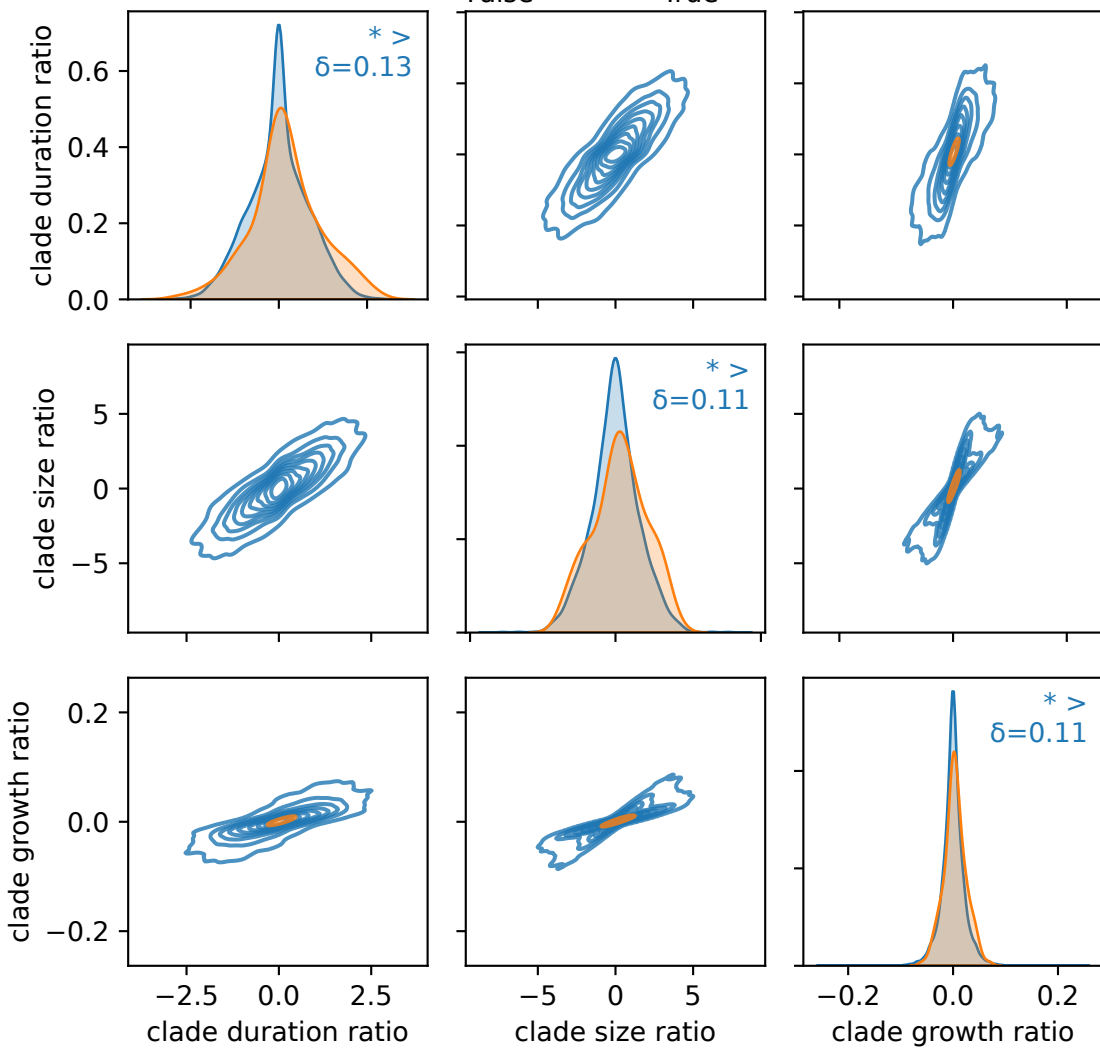 False True
clade duration ratio
0.6
0.4
0.2
0.0
* >
δ=0.13
clade size ratio
5
0
−5
* >
δ=0.11
clade growth ratio
0.2
0.0
−0.2
* >
δ=0.11
−2.5 0.0 2.5
clade duration ratio
−5 0 5
clade size ratio
−0.2 0.0 0.2
clade growth ratio